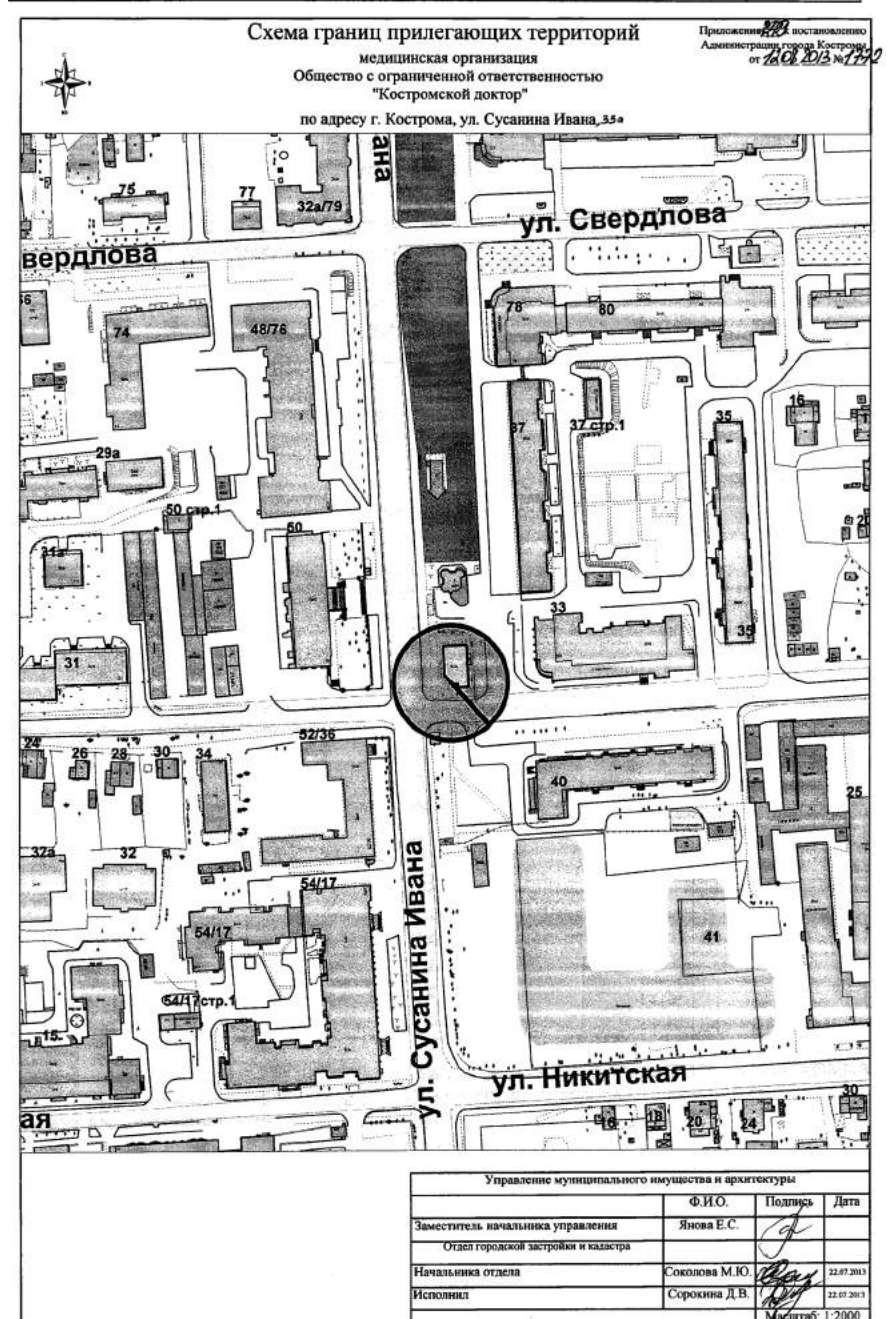 Схема границ прилегающих территорий
медицинская организация
Общество с ограниченной ответственностью
"Костромской доктор"
по адресу г. Кострома, ул. Сусанина Ивана, 33а
Приложение к постановлению
Администрации города Костромы
от 12.08.2013 № 1772
ана
75
77
32а/79
ул. Свердлова
вердлова
74
48/76
78
80
16
37
37 стр.1
35
29а
50 стр.1
50
31а
33
35
31
24
26
28
30
34
52/36
40
25
32а
32
54/17
54/17
41
54/17стр.1
15
ул. Сусанина Ивана
ул. Никитская
ая
16
18
20
24
30
Управление муниципального имущества и архитектуры
Ф.И.О. Подпись Дата
Заместитель начальника управления Янова Е.С.
Отдел городской застройки и кадастра
Начальника отдела Соколова М.Ю. 22.07.2013
Исполнил Сорокина Д.В. 22.07.2013
Масштаб: 1:2000